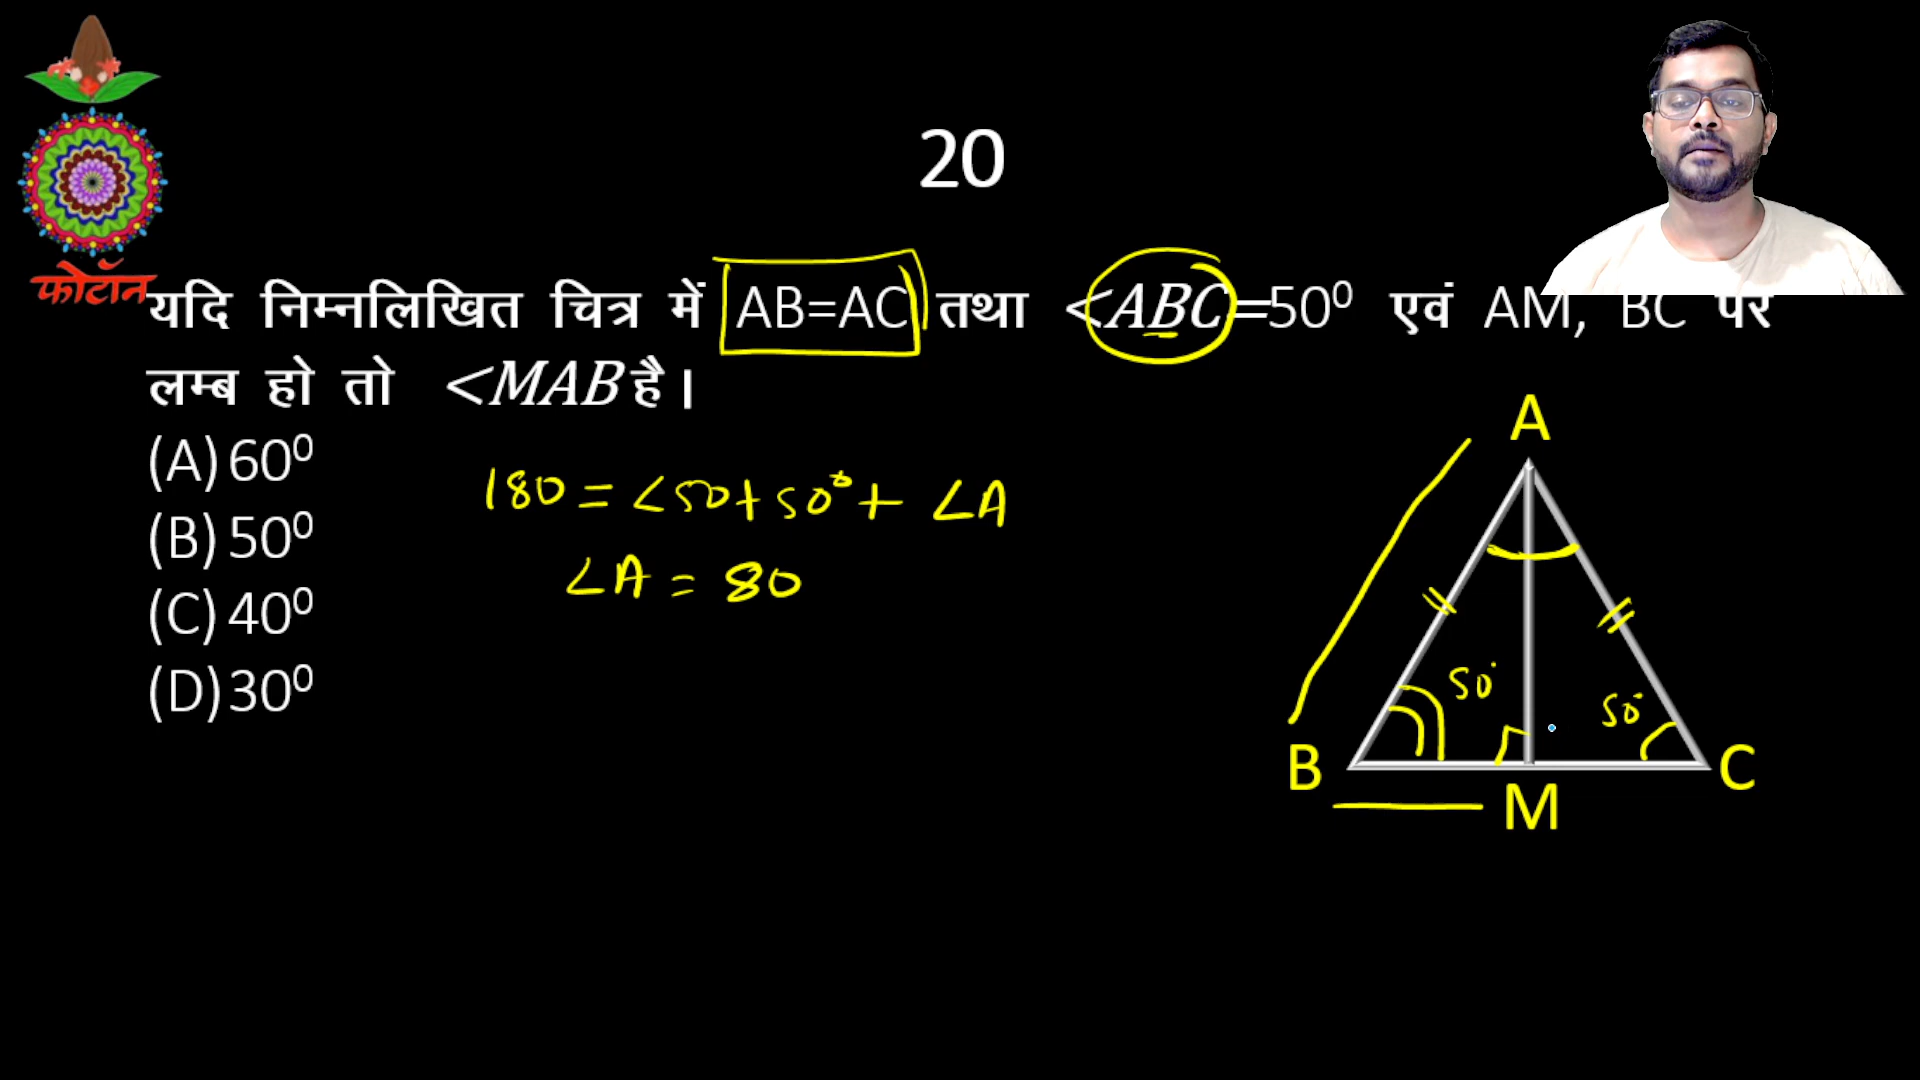 20
फोटॉन
यदि निम्नलिखित चित्र में AB=AC तथा <ABC=50⁰ एवं AM, BC पर
लम्ब हो तो <MAB है।
(A) 60⁰
(B) 50⁰
(C) 40⁰
(D) 30⁰
180 = ∠50 + 50° + ∠A
∠A = 80
A
50°
50°
B
M
C